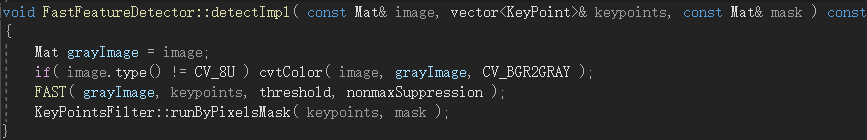 void FastFeatureDetector::detectImpl( const Mat& image, vector<KeyPoint>& keypoints, const Mat& mask ) const
{
    Mat grayImage = image;
    if( image.type() != CV_8U ) cvtColor( image, grayImage, CV_BGR2GRAY );
    FAST( grayImage, keypoints, threshold, nonmaxSuppression );
    KeyPointsFilter::runByPixelsMask( keypoints, mask );
}